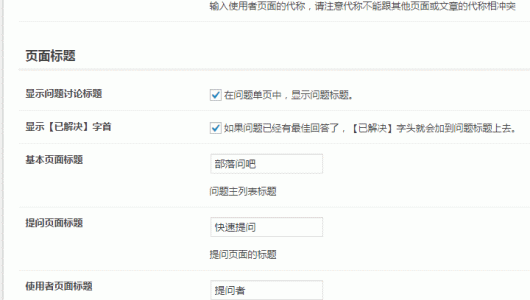 输入使用者页面的代称，请注意代称不能跟其他页面或文章的代称相冲突
页面标题
显示问题讨论标题
在问题单页中，显示问题标题。
显示【已解决】字首
如果问题已经有最佳回答了，【已解决】字头就会加到问题标题上去。
基本页面标题
部落问吧
问题主列表标题
提问页面标题
快速提问
提问页面的标题
使用者页面标题
提问者